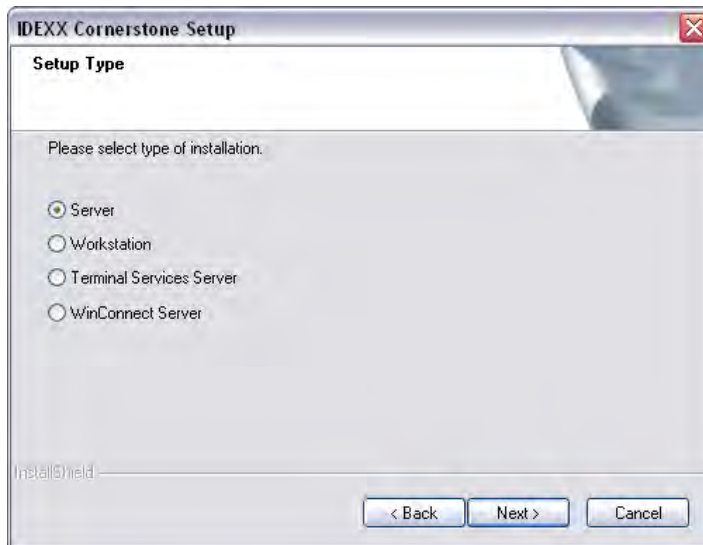 IDEXX Cornerstone Setup
Setup Type
Please select type of installation.
Server
Workstation
Terminal Services Server
WinConnect Server
InstallShield
< Back Next > Cancel